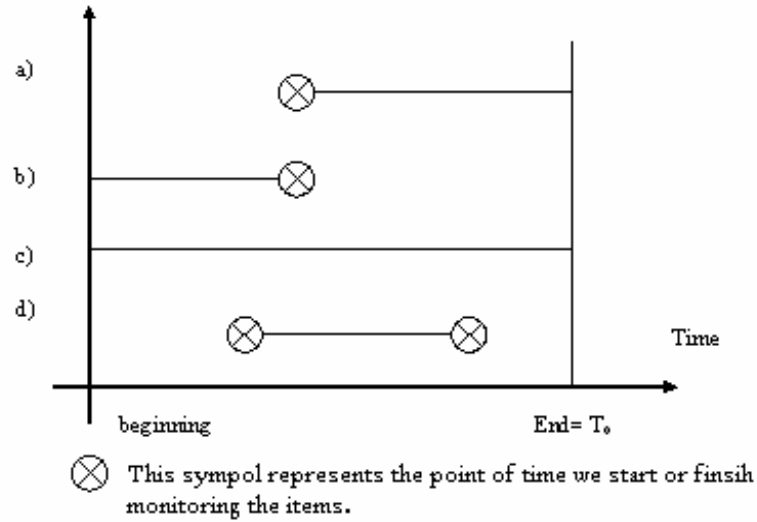 a)
b)
c)
d)
Time
beginning
End= T₀
This sympol represents the point of time we start or finsih
monitoring the items.